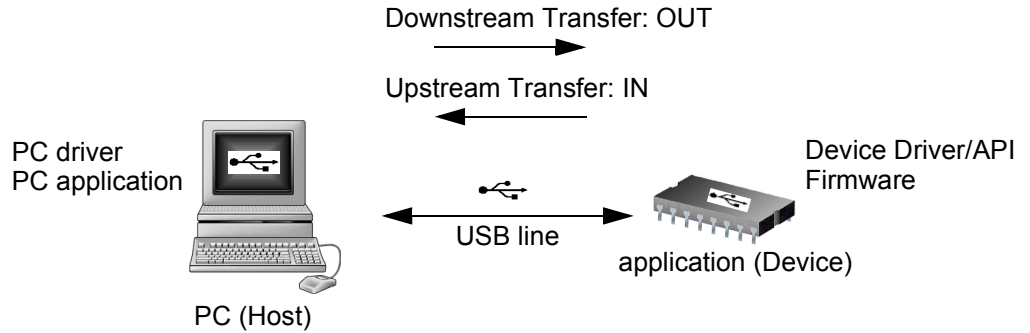 Downstream Transfer: OUT
Upstream Transfer: IN
PC driver
PC application
Device Driver/API
Firmware
USB line
application (Device)
PC (Host)